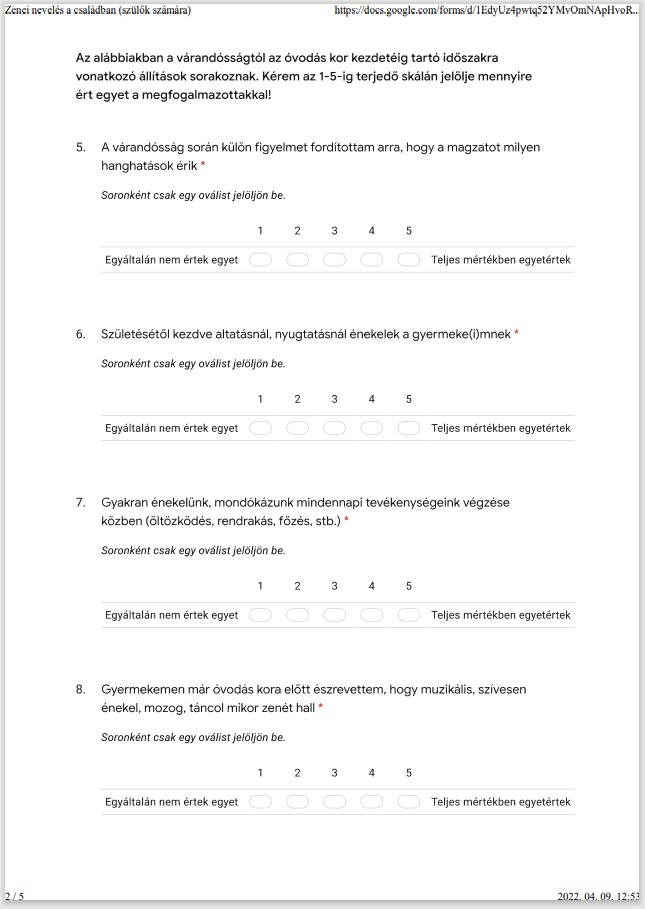 Zenei nevelés a családban (szülők számára) https://docs.google.com/forms/d/1EdyUz4pwtq52YMvOmNApHvoR...
Az alábbiakban a várandósságtól az óvodás kor kezdetéig tartó időszakra
vonatkozó állítások sorakoznak. Kérem az 1-5-ig terjedő skálán jelölje mennyire
ért egyet a megfogalmazottakkal!
5. A várandósság során külön figyelmet fordítottam arra, hogy a magzatot milyen
hanghatások érik *
Soronként csak egy oválist jelöljön be.
1 2 3 4 5
Egyáltalán nem értek egyet Teljes mértékben egyetértek
6. Születésétől kezdve altatásnál, nyugtatásnál énekelek a gyermeke(i)mnek *
Soronként csak egy oválist jelöljön be.
1 2 3 4 5
Egyáltalán nem értek egyet Teljes mértékben egyetértek
7. Gyakran énekelünk, mondókázunk mindennapi tevékenységeink végzése
közben (öltözködés, rendrakás, főzés, stb.) *
Soronként csak egy oválist jelöljön be.
1 2 3 4 5
Egyáltalán nem értek egyet Teljes mértékben egyetértek
8. Gyermekemen már óvodás kora előtt észrevettem, hogy muzikális, szívesen
énekel, mozog, táncol mikor zenét hall *
Soronként csak egy oválist jelöljön be.
1 2 3 4 5
Egyáltalán nem értek egyet Teljes mértékben egyetértek
2 / 5 2022. 04. 09. 12:53